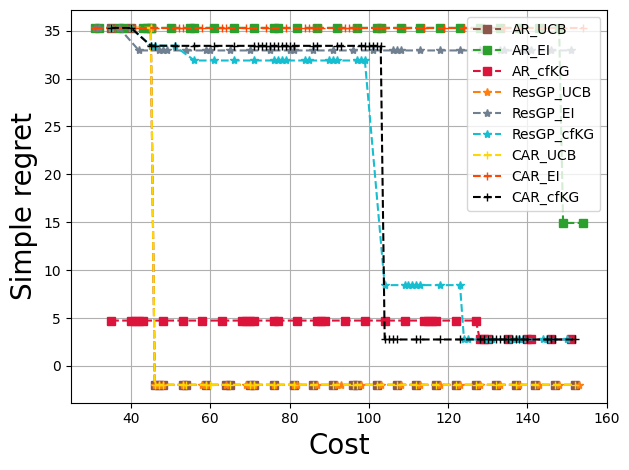 Simple regret
35
30
25
20
15
10
5
0
AR_UCB
AR_EI
AR_cfKG
ResGP_UCB
ResGP_EI
ResGP_cfKG
CAR_UCB
CAR_EI
CAR_cfKG
40 60 80 100 120 140 160
Cost